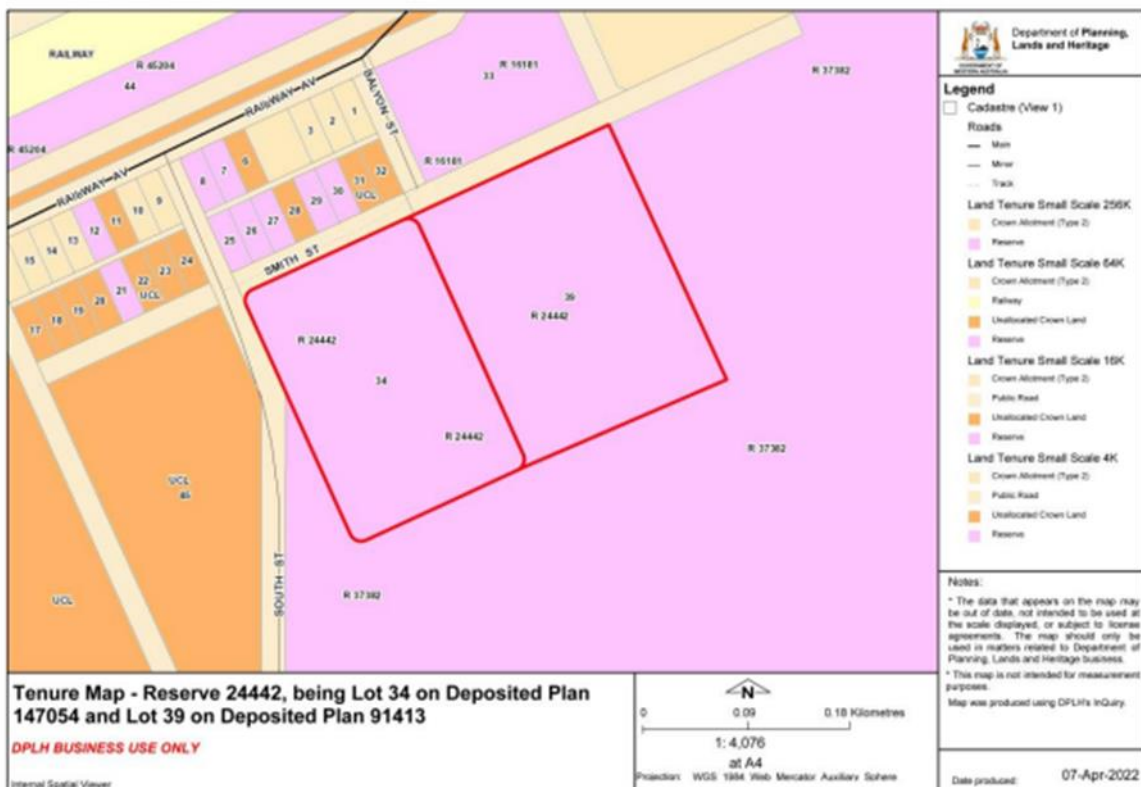 RAILWAY
R 45204
44
R 45204
RAILWAY AV
RAILWAY AV
BALYON ST
R 16181
33
R 37382
R 16181
1
2
3
6
7
8
9
10
11
12
13
14
15
32
31
UCL
30
29
28
27
26
25
24
23
22
UCL
21
20
19
18
17
SMITH ST
R 24442
34
R 24442
39
R 24442
R 37382
R 37382
UCL
UCL
SOUTH ST
GOVERNMENT OF
WESTERN AUSTRALIA
Department of Planning,
Lands and Heritage
Legend
Cadastre (View 1)
Roads
Main
Minor
Track
Land Tenure Small Scale 256K
Crown Allotment (Type 2)
Reserve
Land Tenure Small Scale 64K
Crown Allotment (Type 2)
Railway
Unallocated Crown Land
Reserve
Land Tenure Small Scale 16K
Crown Allotment (Type 2)
Public Road
Unallocated Crown Land
Reserve
Land Tenure Small Scale 4K
Crown Allotment (Type 2)
Public Road
Unallocated Crown Land
Reserve
Notes:
* The data that appears on the map may
be out of date, not intended to be used at
the scale displayed, or subject to license
agreements. The map should only be
used in matters related to Department of
Planning, Lands and Heritage business.
* This map is not intended for measurement
purposes.
Map was produced using DPLH's InQuiry.
Date produced: 07-Apr-2022
Tenure Map - Reserve 24442, being Lot 34 on Deposited Plan
147054 and Lot 39 on Deposited Plan 91413
DPLH BUSINESS USE ONLY
Internal Spatial Viewer
N
0 0.09 0.18 Kilometres
1: 4,076
at A4
Projection: WGS 1984 Web Mercator Auxiliary Sphere